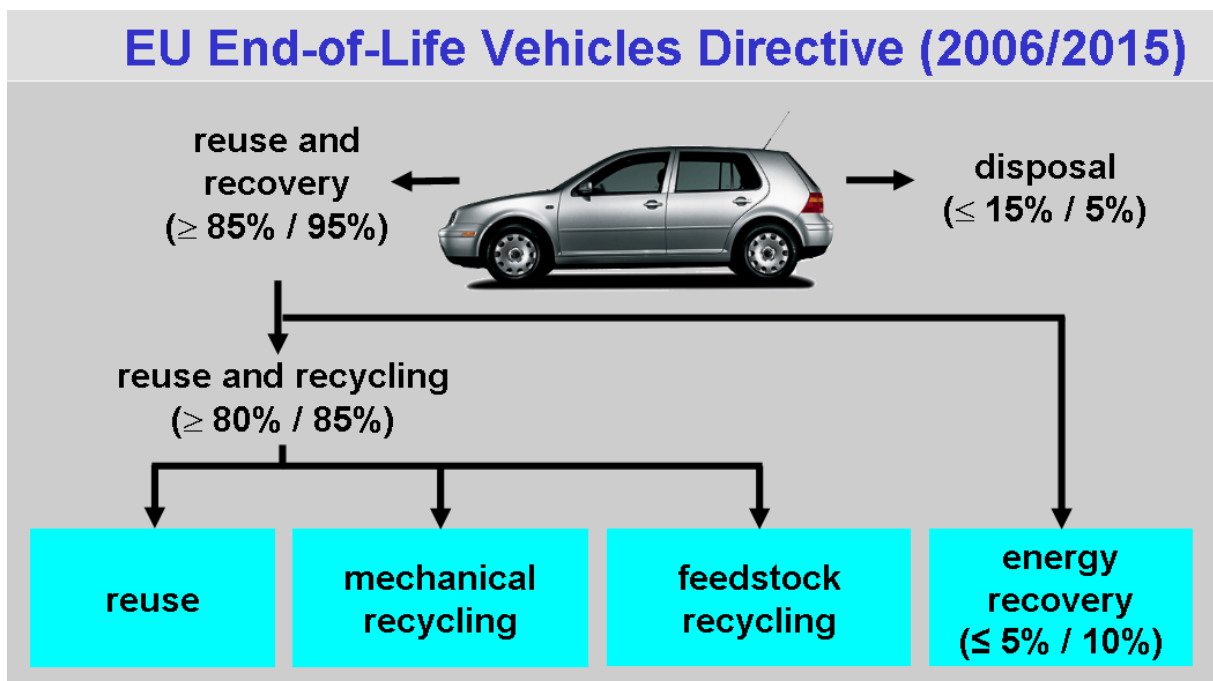 EU End-of-Life Vehicles Directive (2006/2015)
reuse and
recovery
(≥ 85% / 95%)
disposal
(≤ 15% / 5%)
reuse and recycling
(≥ 80% / 85%)
reuse
mechanical
recycling
feedstock
recycling
energy
recovery
(≤ 5% / 10%)